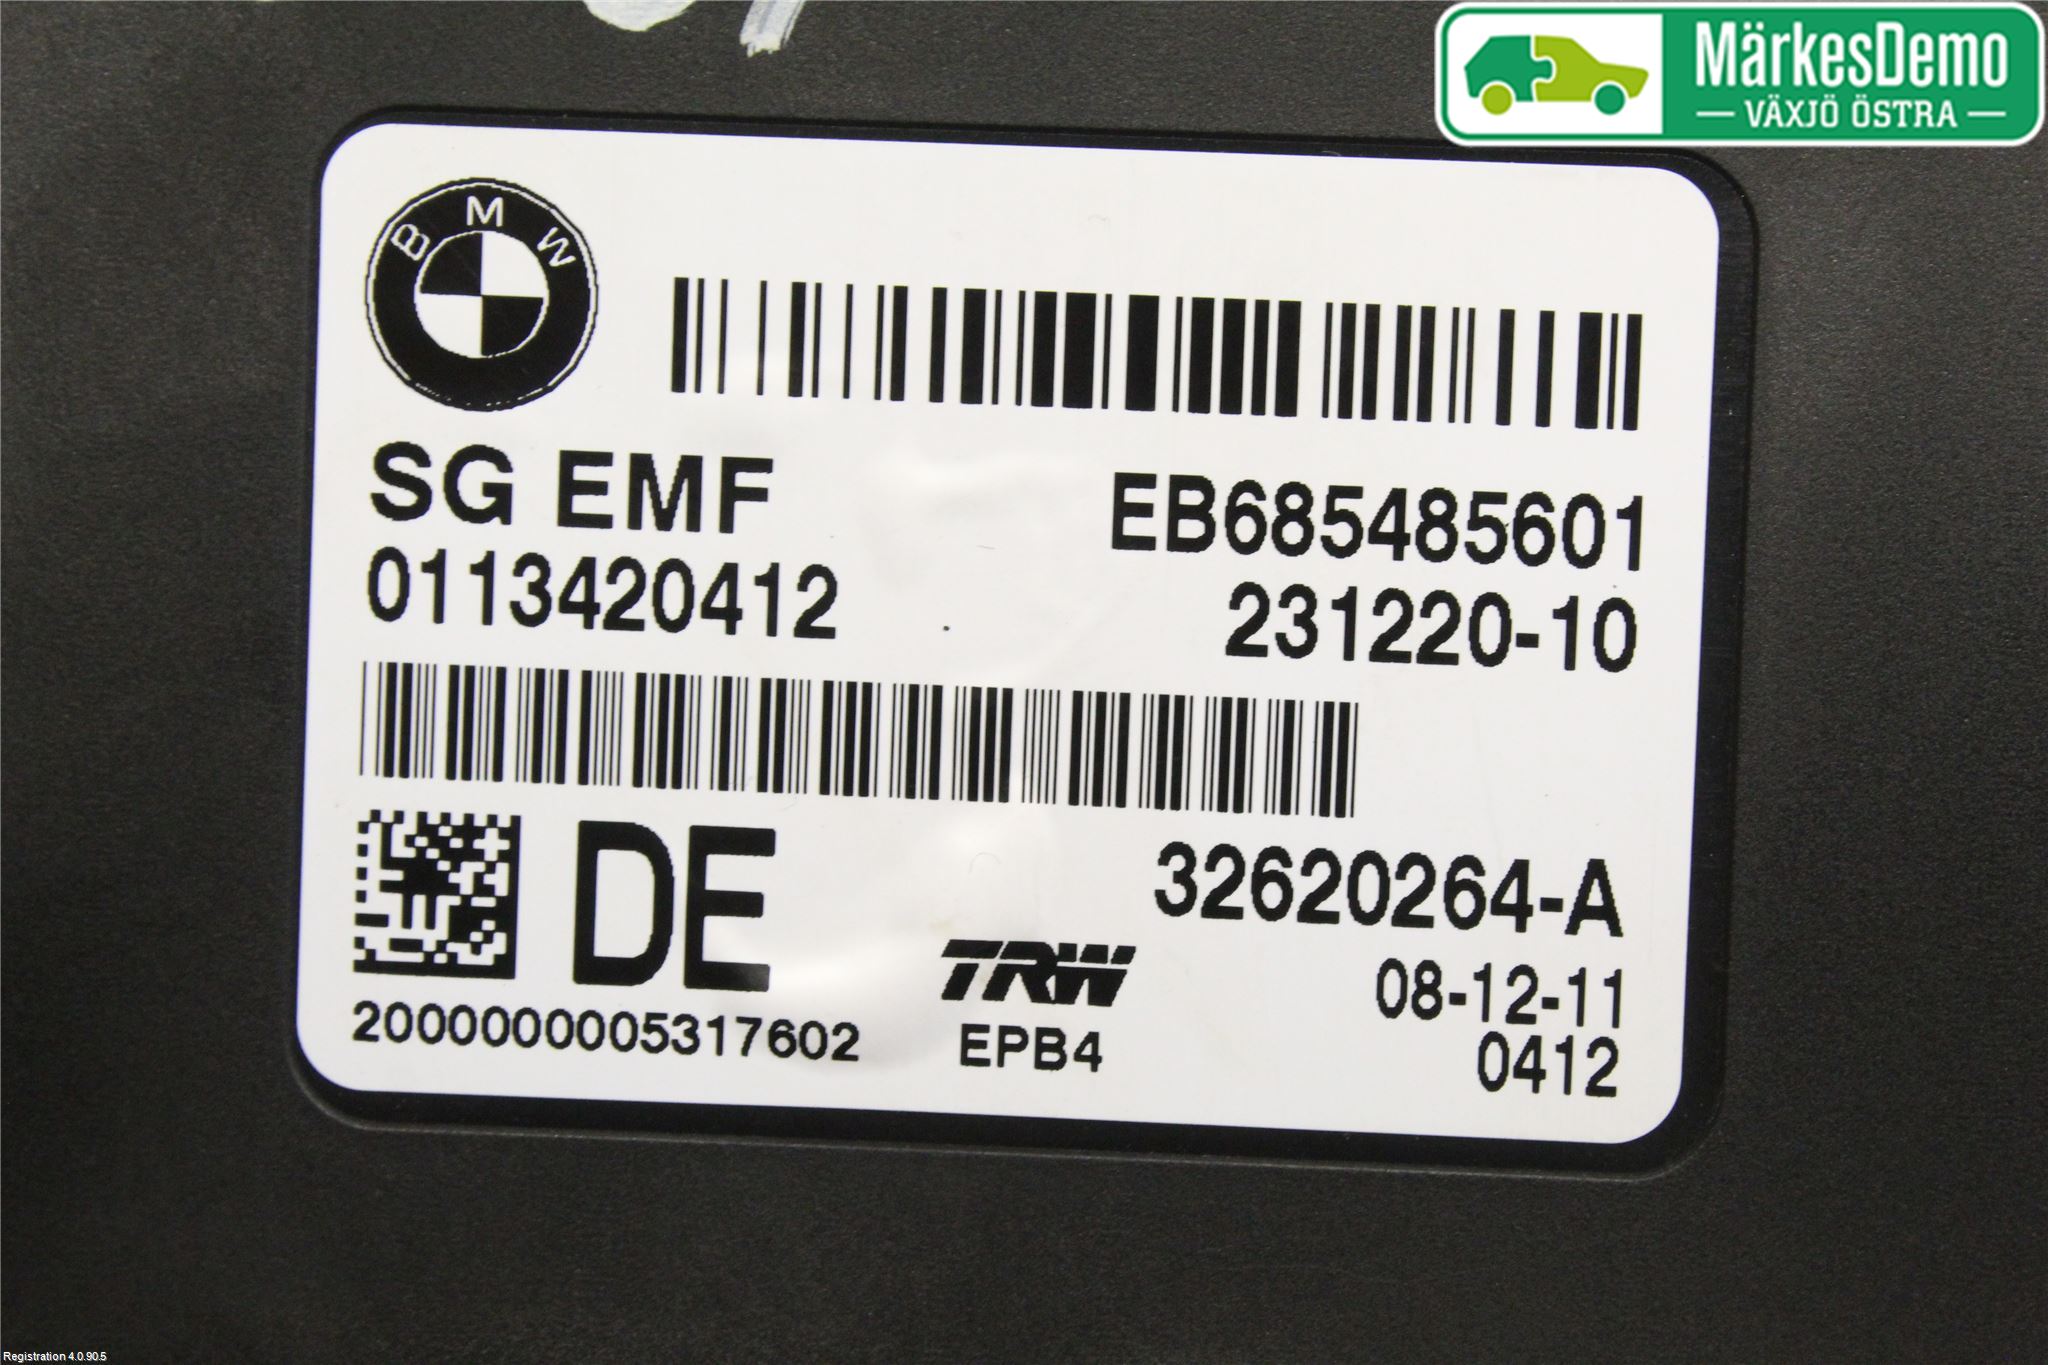 MärkesDemo
VÄXJÖ ÖSTRA
BMW
SG EMF
EB685485601
0113420412
231220-10
DE
32620264-A
TRW
08-12-11
2000000005317602
EPB4
0412
Registration 4.0.90.5